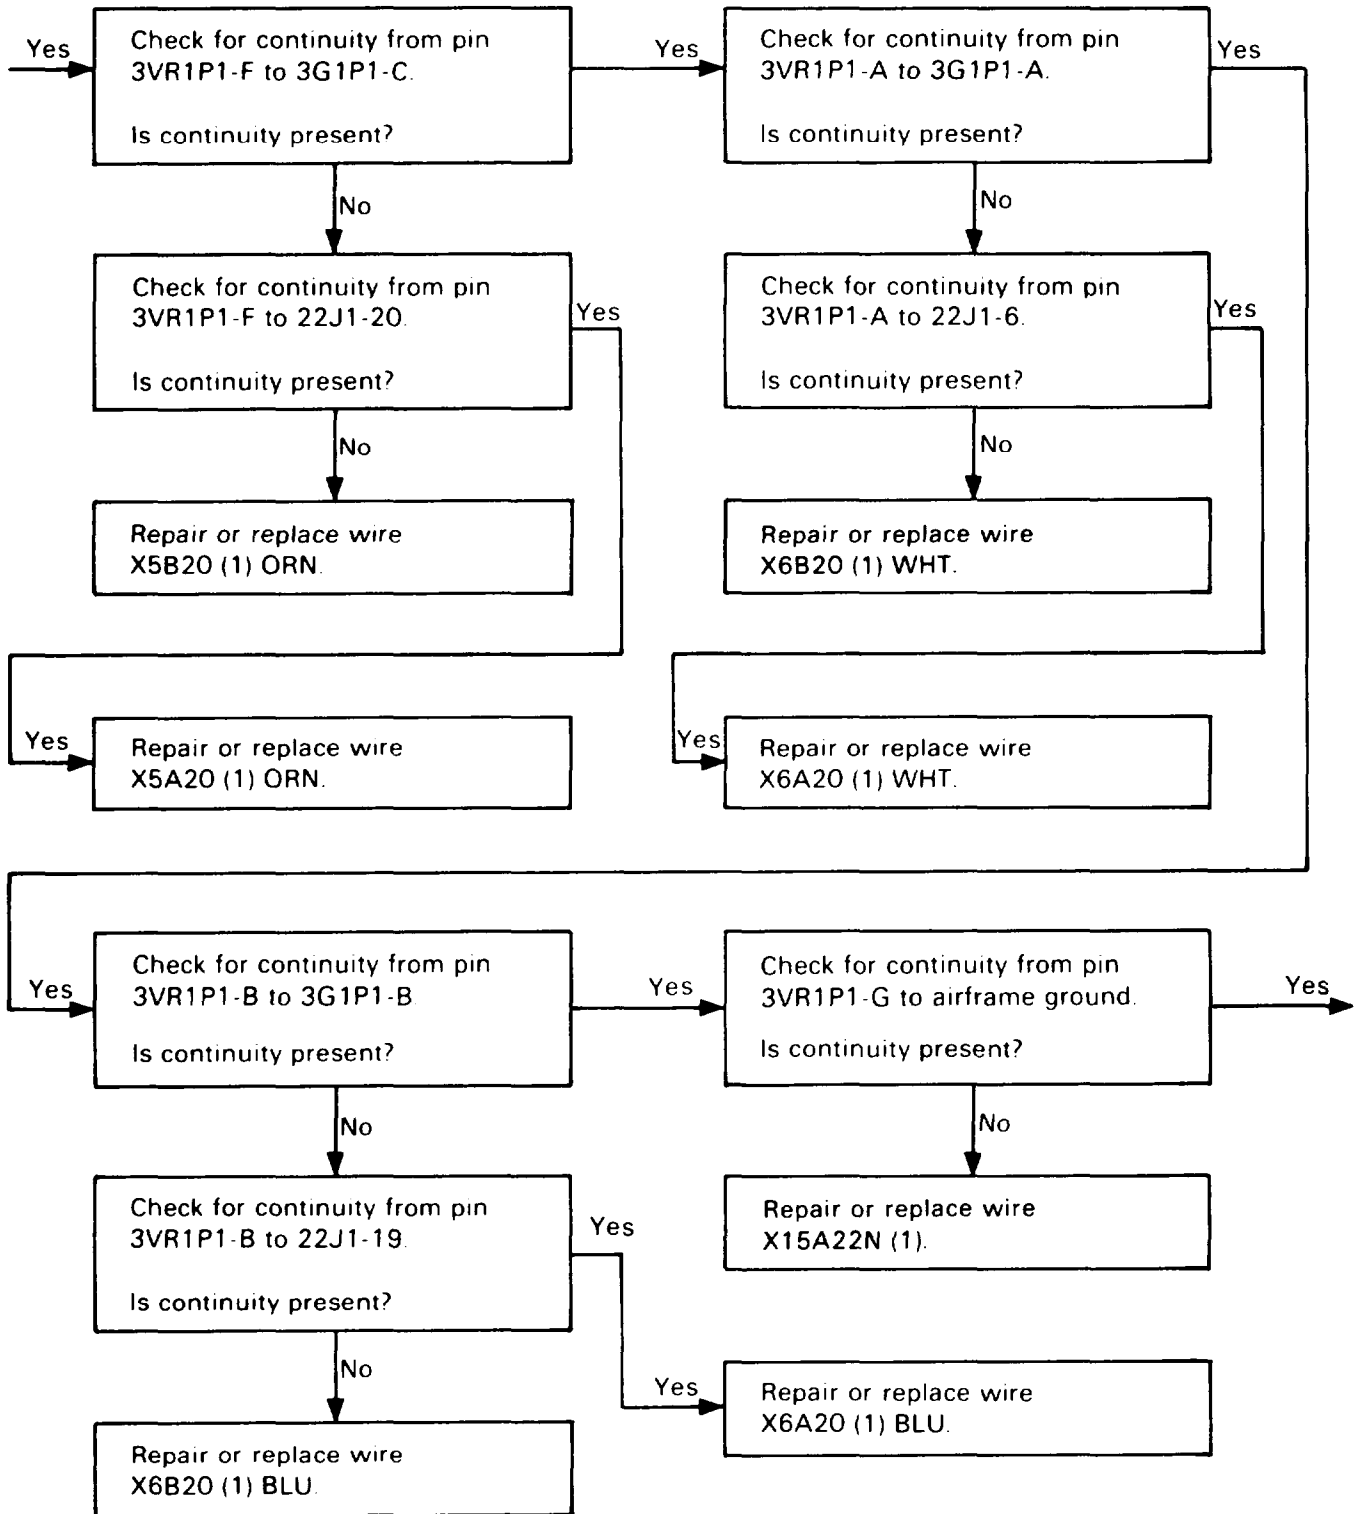 Yes
Check for continuity from pin
3VR1P1-F to 3G1P1-C.
Is continuity present?
Yes
Check for continuity from pin
3VR1P1-A to 3G1P1-A.
Is continuity present?
Yes
No
No
Check for continuity from pin
3VR1P1-F to 22J1-20.
Is continuity present?
Yes
Check for continuity from pin
3VR1P1-A to 22J1-6.
Is continuity present?
Yes
No
No
Repair or replace wire
X5B20 (1) ORN.
Repair or replace wire
X6B20 (1) WHT.
Yes
Repair or replace wire
X5A20 (1) ORN.
Yes
Repair or replace wire
X6A20 (1) WHT.
Yes
Check for continuity from pin
3VR1P1-B to 3G1P1-B
Is continuity present?
Yes
Check for continuity from pin
3VR1P1-G to airframe ground.
Is continuity present?
Yes
No
No
Check for continuity from pin
3VR1P1-B to 22J1-19.
Is continuity present?
Yes
Repair or replace wire
X15A22N (1).
No
Yes
Repair or replace wire
X6A20 (1) BLU.
Repair or replace wire
X6B20 (1) BLU.